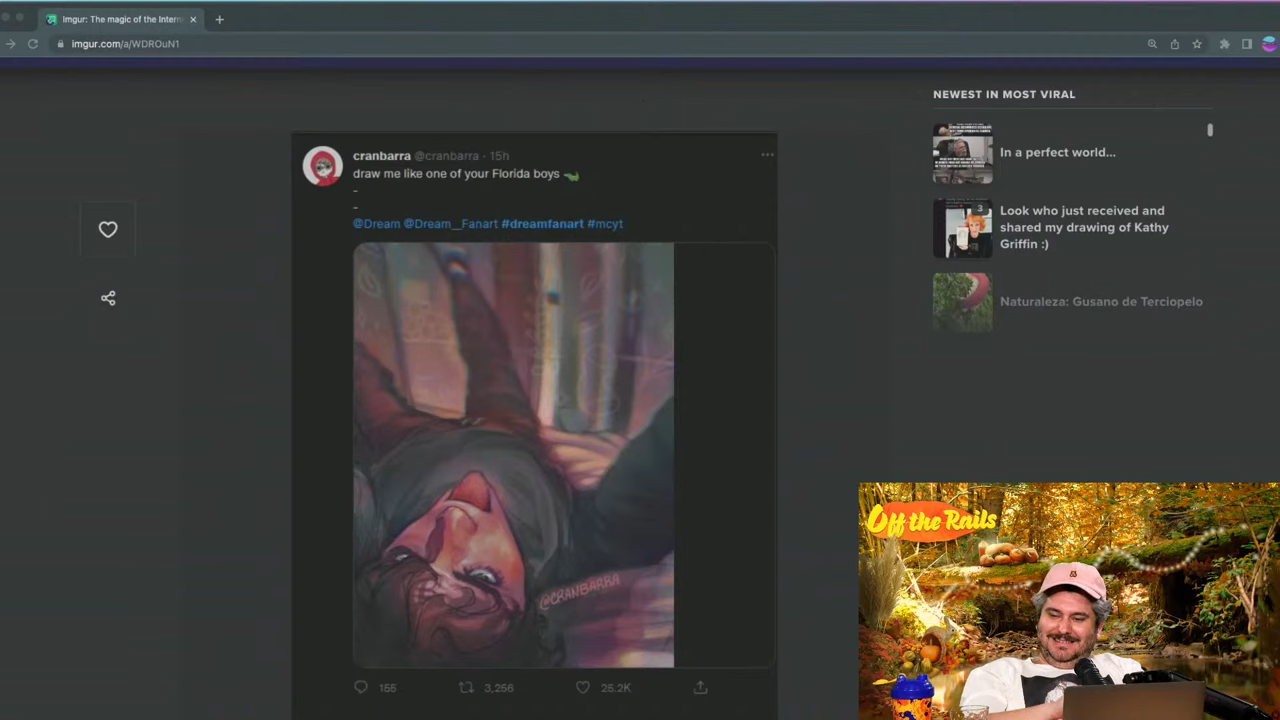 Imgur: The magic of the Intern
imgur.com/a/WDROuN1
NEWEST IN MOST VIRAL
In a perfect world...
3
Look who just received and
shared my drawing of Kathy
Griffin :)
Naturaleza: Gusano de Terciopelo
cranbarra @cranbarra · 15h
draw me like one of your Florida boys
-
-
@Dream @Dream__Fanart #dreamfanart #mcyt
@CRANBARRA
155
3,256
25.2K
Off the Rails